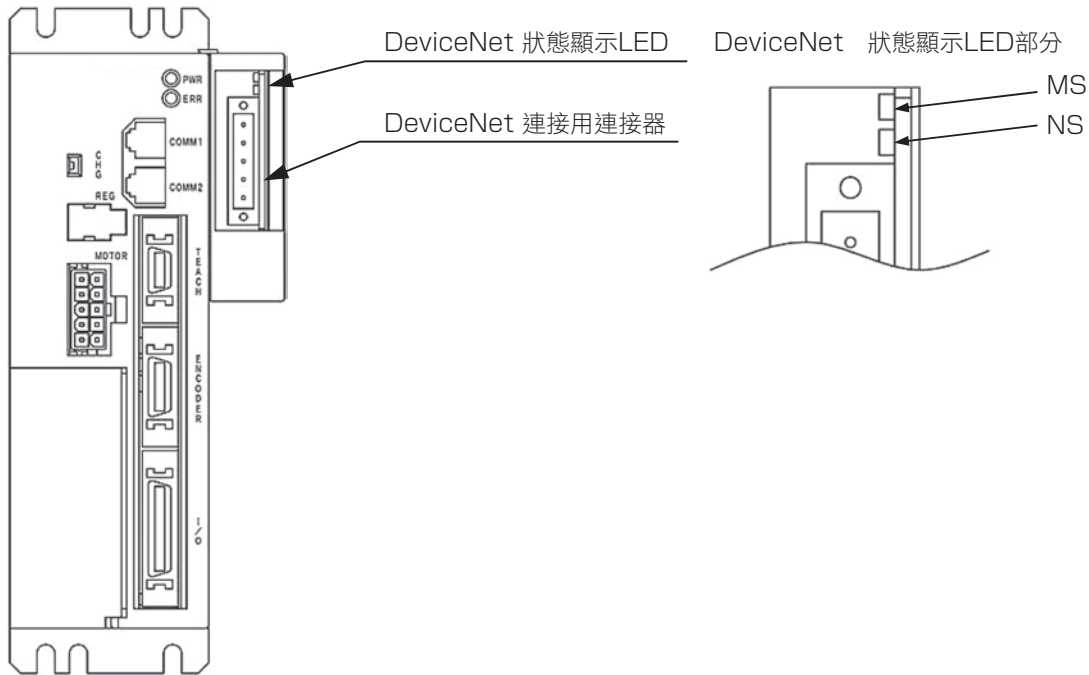 DeviceNet 狀態顯示LED
DeviceNet 連接用連接器
DeviceNet 狀態顯示LED部分
MS
NS
PWR
ERR
COMM1
COMM2
CHG
REG
MOTOR
TEACH
ENCODER
I/O